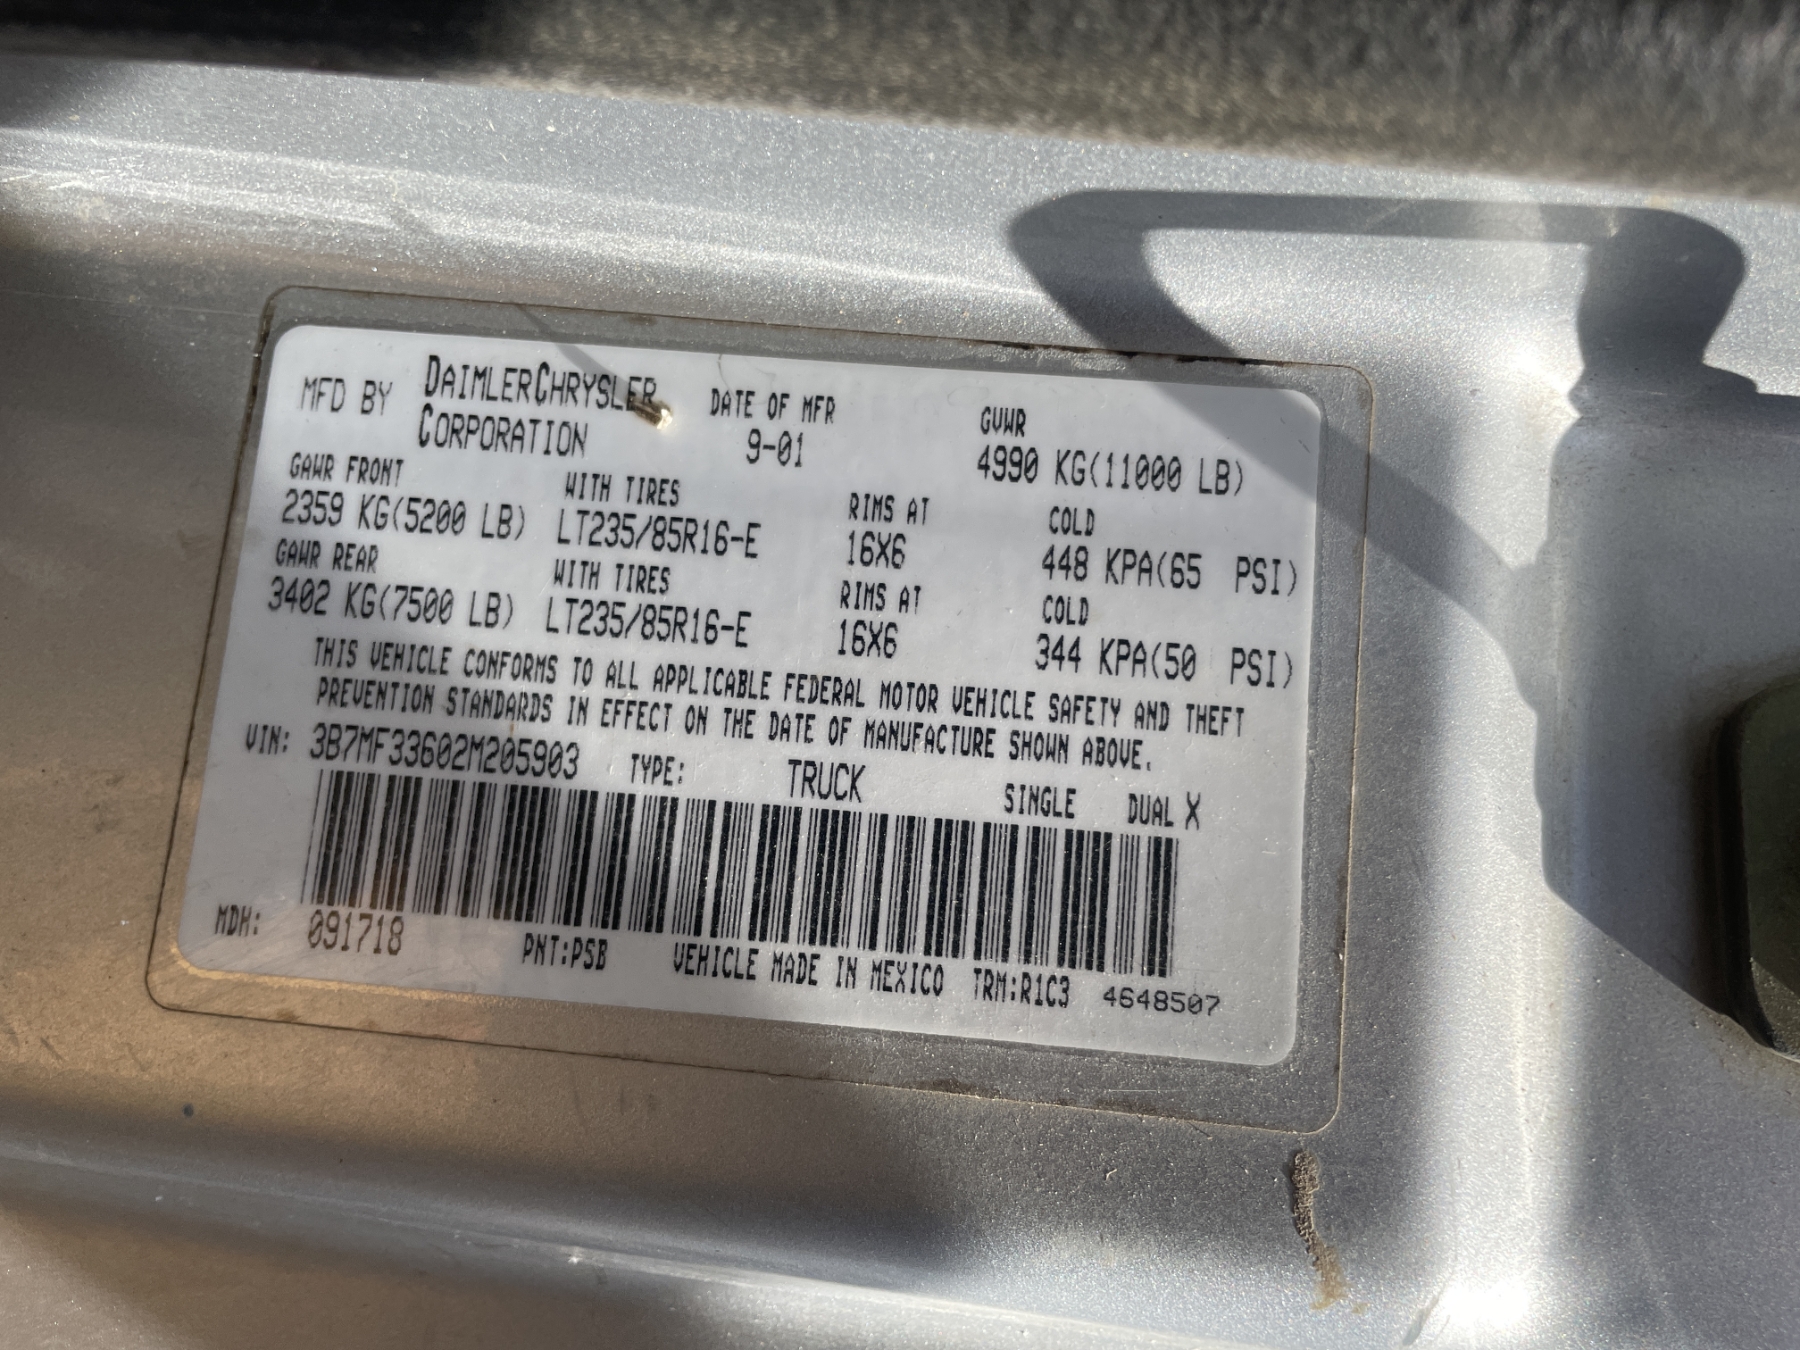 MFD BY DAIMLERCHRYSLER CORPORATION DATE OF MFR 9-01 GVWR 4990 KG(11000 LB)
GAWR FRONT WITH TIRES RIMS AT COLD
2359 KG(5200 LB) LT235/85R16-E 16X6 448 KPA(65 PSI)
GAWR REAR WITH TIRES RIMS AT COLD
3402 KG(7500 LB) LT235/85R16-E 16X6 344 KPA(50 PSI)
THIS VEHICLE CONFORMS TO ALL APPLICABLE FEDERAL MOTOR VEHICLE SAFETY AND THEFT
PREVENTION STANDARDS IN EFFECT ON THE DATE OF MANUFACTURE SHOWN ABOVE.
VIN: 3B7MF33602M205903 TYPE: TRUCK SINGLE DUAL X
MDH: 091718 PNT:PSB VEHICLE MADE IN MEXICO TRM:R1C3 4648507